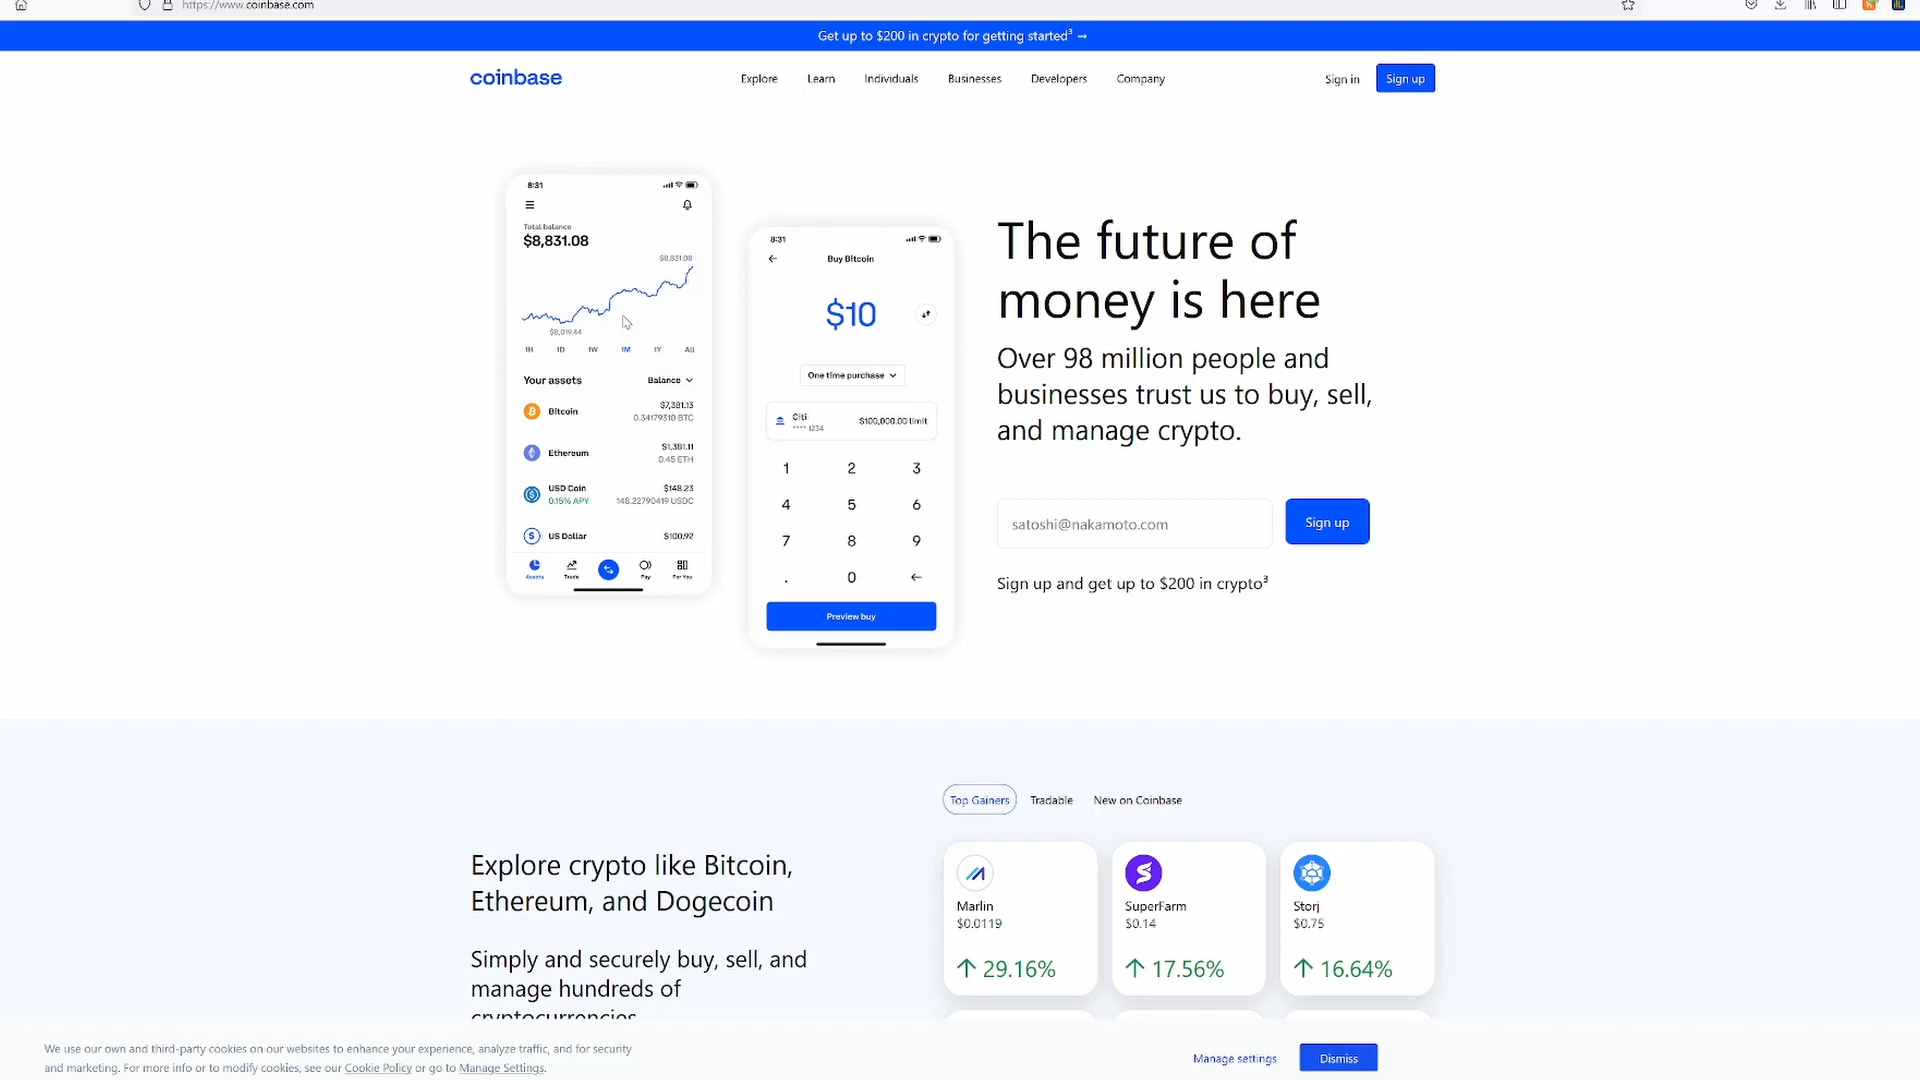 https://www.coinbase.com
Get up to $200 in crypto for getting started³ →
coinbase
Explore
Learn
Individuals
Businesses
Developers
Company
Sign in
Sign up
8:31
Total balance
$8,831.08
$8,831.08
$8,019.44
1H
1D
1W
1M
1Y
All
Your assets
Balance
Bitcoin
$7,381.13
0.34179310 BTC
Ethereum
$1,381.11
0.45 ETH
USD Coin
$148.23
0.15% APY
148.22790419 USDC
US Dollar
$100.92
Assets
Trade
Pay
For You
8:31
Buy Bitcoin
$10
One time purchase
Citi
•••• 1234
$100,000.00 limit
1 2 3
4 5 6
7 8 9
. 0 ←
Preview buy
The future of
money is here
Over 98 million people and
businesses trust us to buy, sell,
and manage crypto.
satoshi@nakamoto.com
Sign up
Sign up and get up to $200 in crypto³
Explore crypto like Bitcoin,
Ethereum, and Dogecoin
Simply and securely buy, sell, and
manage hundreds of
cryptocurrencies
Top Gainers
Tradable
New on Coinbase
Marlin
$0.0119
↑ 29.16%
SuperFarm
$0.14
↑ 17.56%
Storj
$0.75
↑ 16.64%
We use our own and third-party cookies on our websites to enhance your experience, analyze traffic, and for security
and marketing. For more info or to modify cookies, see our Cookie Policy or go to Manage Settings.
Manage settings
Dismiss